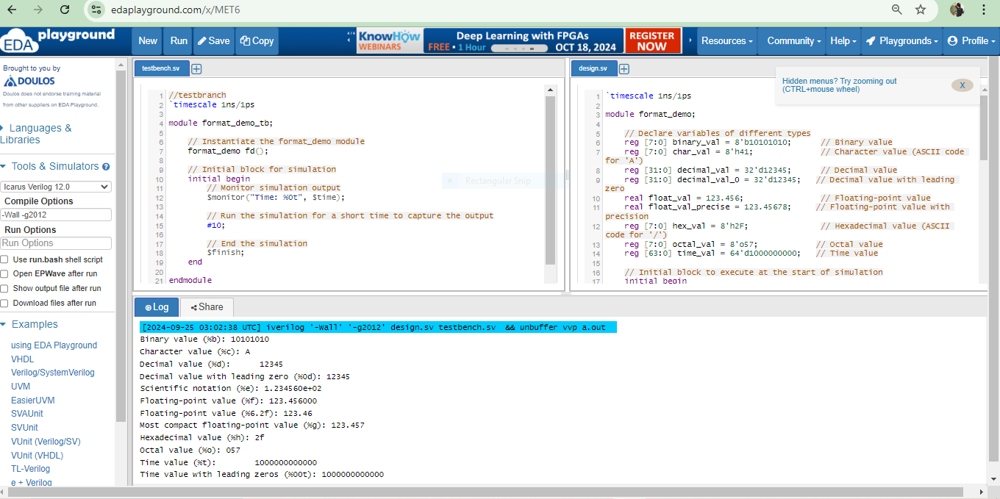 edaplayground.com/x/MET6
EDA playground
New
Run
Save
Copy
4/4
KnowHow
WEBINARS
Deep Learning with FPGAs
FREE • 1 Hour
OCT 18, 2024
REGISTER
NOW
Resources
Community
Help
Playgrounds
Profile
Brought to you by
DOULOS
Doulos does not endorse training material
from other suppliers on EDA Playground.
Languages &
Libraries
Tools & Simulators
Icarus Verilog 12.0
Compile Options
-Wall -g2012
Run Options
Run Options
Use run.bash shell script
Open EPWave after run
Show output file after run
Download files after run
Examples
using EDA Playground
VHDL
Verilog/SystemVerilog
UVM
EasierUVM
SVAUnit
SVUnit
VUnit (Verilog/SV)
VUnit (VHDL)
TL-Verilog
e + Verilog
testbench.sv
1 //testbranch
2 `timescale 1ns/1ps
3
4 module format_demo_tb;
5
6 // Instantiate the format_demo module
7 format_demo fd();
8
9 // Initial block for simulation
10 initial begin
11 // Monitor simulation output
12 $monitor("Time: %0t", $time);
13
14 // Run the simulation for a short time to capture the output
15 #10;
16
17 // End the simulation
18 $finish;
19 end
20
21 endmodule
Rectangular Snip
design.sv
Hidden menus? Try zooming out
(CTRL+mouse wheel)
X
1 `timescale 1ns/1ps
2
3 module format_demo;
4
5 // Declare variables of different types
6 reg [7:0] binary_val = 8'b10101010; // Binary value
7 reg [7:0] char_val = 8'h41; // Character value (ASCII code
for 'A')
8 reg [31:0] decimal_val = 32'd12345; // Decimal value
9 reg [31:0] decimal_val_0 = 32'd12345; // Decimal value with leading
zero
10 real float_val = 123.456; // Floating-point value
11 real float_val_precise = 123.45678; // Floating-point value with
precision
12 reg [7:0] hex_val = 8'h2F; // Hexadecimal value (ASCII
code for '/')
13 reg [7:0] octal_val = 8'o57; // Octal value
14 reg [63:0] time_val = 64'd1000000000; // Time value
15
16 // Initial block to execute at the start of simulation
17 initial begin
Log
Share
[2024-09-25 03:02:38 UTC] iverilog '-Wall' '-g2012' design.sv testbench.sv && unbuffer vvp a.out
Binary value (%b): 10101010
Character value (%c): A
Decimal value (%d): 12345
Decimal value with leading zero (%0d): 12345
Scientific notation (%e): 1.234560e+02
Floating-point value (%f): 123.456000
Floating-point value (%6.2f): 123.46
Most compact floating-point value (%g): 123.457
Hexadecimal value (%h): 2f
Octal value (%o): 057
Time value (%t): 1000000000000
Time value with leading zeros (%00t): 1000000000000